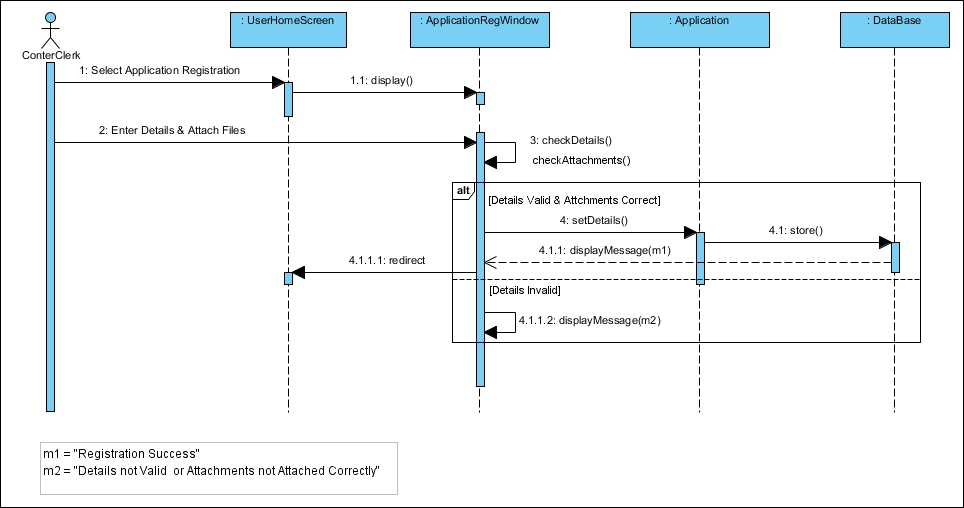 : UserHomeScreen
: ApplicationRegWindow
: Application
: DataBase
ConterClerk
1: Select Application Registration
1.1: display()
2: Enter Details & Attach Files
3: checkDetails()
checkAttachments()
alt
[Details Valid & Attchments Correct]
4: setDetails()
4.1: store()
4.1.1: displayMessage(m1)
4.1.1.1: redirect
[Details Invalid]
4.1.1.2: displayMessage(m2)
m1 = "Registration Success"
m2 = "Details not Valid  or Attachments not Attached Correctly"